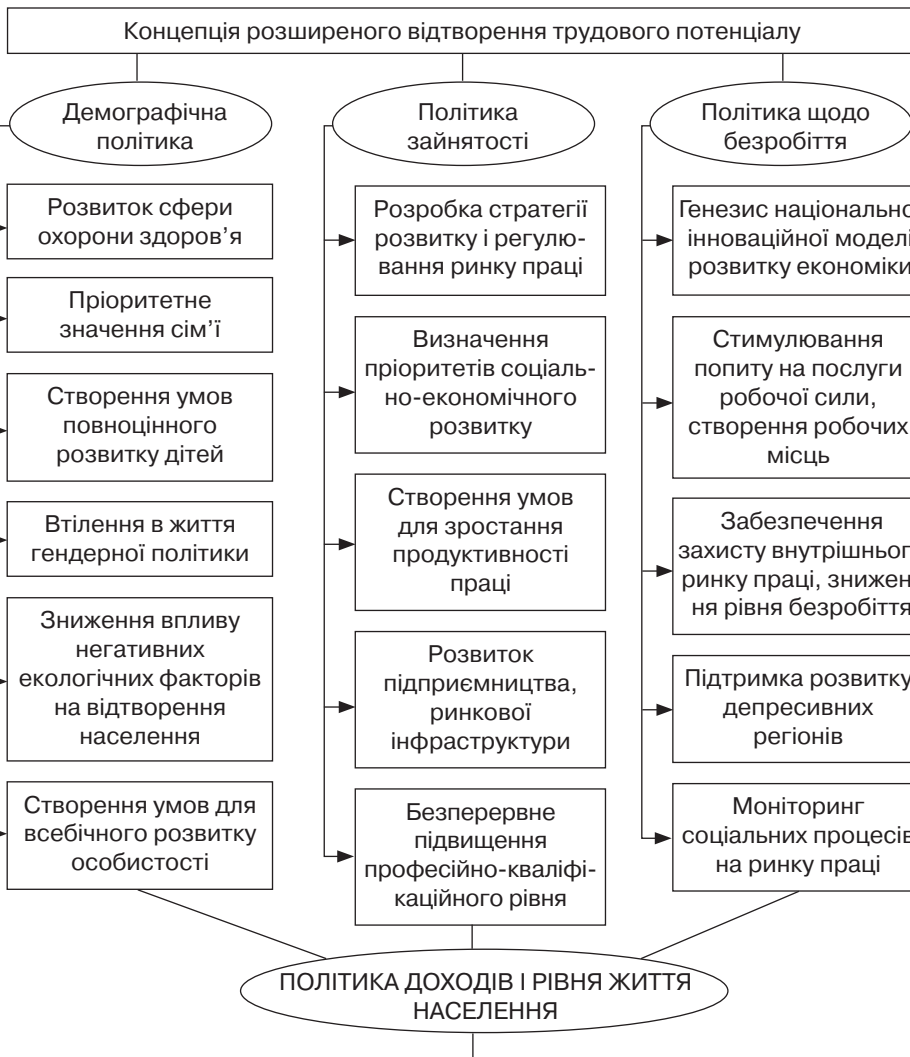 Концепція розширеного відтворення трудового потенціалу
Демографічна
політика
Розвиток сфери
охорони здоров’я
Пріоритетне
значення сім’ї
Створення умов
повноцінного
розвитку дітей
Втілення в життя
гендерної політики
Зниження впливу
негативних
екологічних факторів
на відтворення
населення
Створення умов для
всебічного розвитку
особистості
Політика
зайнятості
Розробка стратегії
розвитку і регулю-
вання ринку праці
Визначення
пріоритетів соціаль-
но-економічного
розвитку
Створення умов
для зростання
продуктивності
праці
Розвиток
підприємництва,
ринкової
інфраструктури
Безперервне
підвищення
професійно-кваліфі-
каційного рівня
Політика щодо
безробіття
Генезис національно
інноваційної моделі
розвитку економіки
Стимулювання
попиту на послуги
робочої сили,
створення робочих
місць
Забезпечення
захисту внутрішньог
ринку праці, знижен
ня рівня безробіття
Підтримка розвитку
депресивних
регіонів
Моніторинг
соціальних процесів
на ринку праці
ПОЛІТИКА ДОХОДІВ І РІВНЯ ЖИТТЯ
НАСЕЛЕННЯ